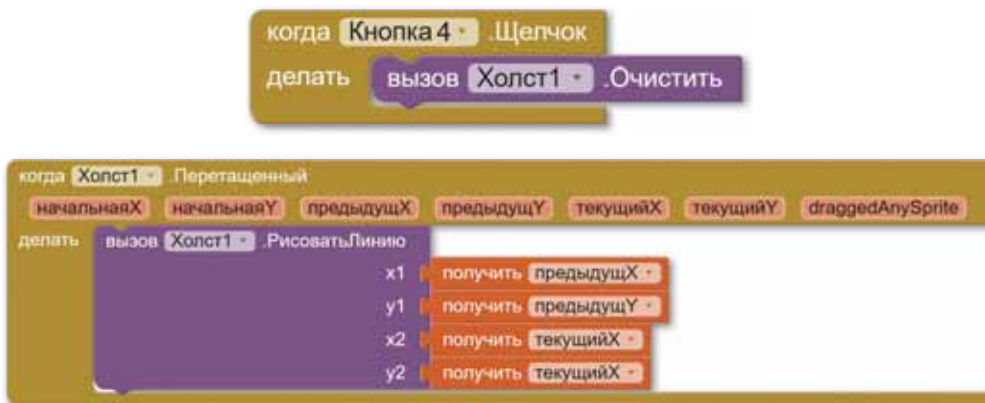 когда Кнопка 4 .Щелчок
делать вызов Холст1 .Очистить
когда Холст1 .Перетащенный
начальнаяX начальнаяY предыдущX предыдущY текущийX текущийY draggedAnySprite
делать вызов Холст1 .РисоватьЛинию
x1 получить предыдущX
y1 получить предыдущY
x2 получить текущийX
y2 получить текущийX